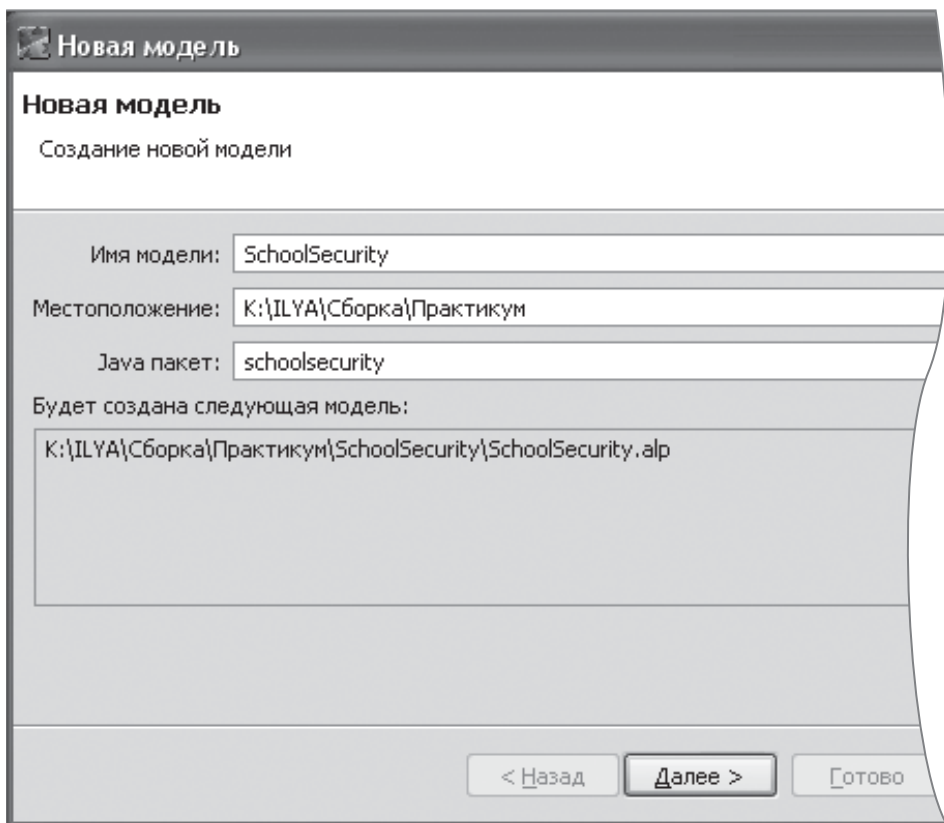 Новая модель
Новая модель
Создание новой модели
Имя модели: SchoolSecurity
Местоположение: K:\ILYA\Сборка\Практикум
Java пакет: schoolsecurity
Будет создана следующая модель:
K:\ILYA\Сборка\Практикум\SchoolSecurity\SchoolSecurity.alp
< Назад Далее > Готово